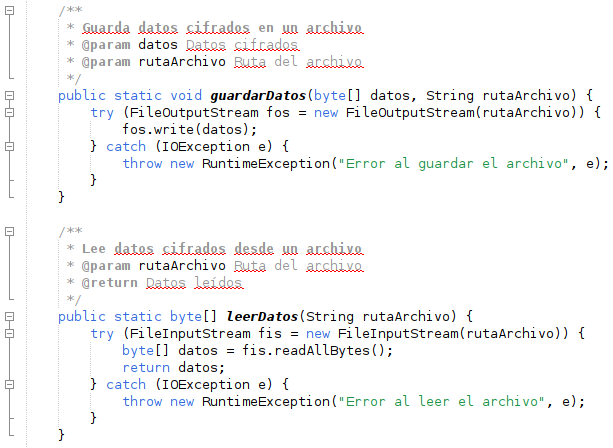 /**
 * Guarda datos cifrados en un archivo
 * @param datos Datos cifrados
 * @param rutaArchivo Ruta del archivo
 */
public static void guardarDatos(byte[] datos, String rutaArchivo) {
    try (FileOutputStream fos = new FileOutputStream(rutaArchivo)) {
        fos.write(datos);
    } catch (IOException e) {
        throw new RuntimeException("Error al guardar el archivo", e);
    }
}
/**
 * Lee datos cifrados desde un archivo
 * @param rutaArchivo Ruta del archivo
 * @return Datos leídos
 */
public static byte[] leerDatos(String rutaArchivo) {
    try (FileInputStream fis = new FileInputStream(rutaArchivo)) {
        byte[] datos = fis.readAllBytes();
        return datos;
    } catch (IOException e) {
        throw new RuntimeException("Error al leer el archivo", e);
    }
}